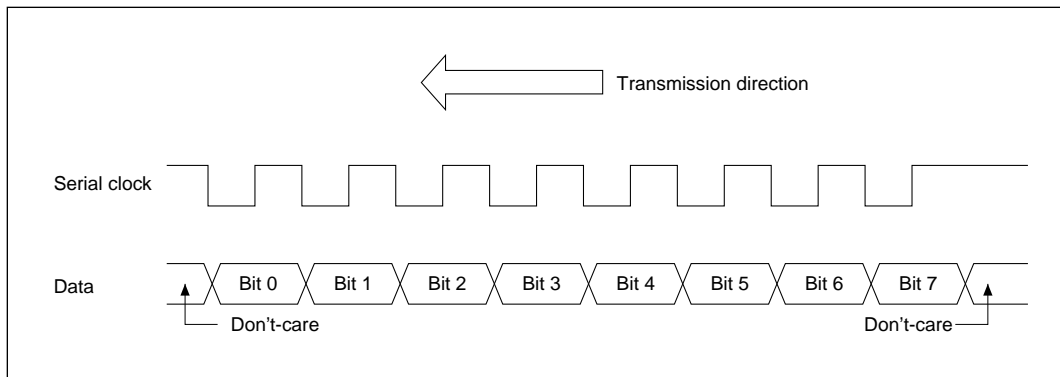 Transmission direction
Serial clock
Data
Bit 0 Bit 1 Bit 2 Bit 3 Bit 4 Bit 5 Bit 6 Bit 7
Don't-care Don't-care